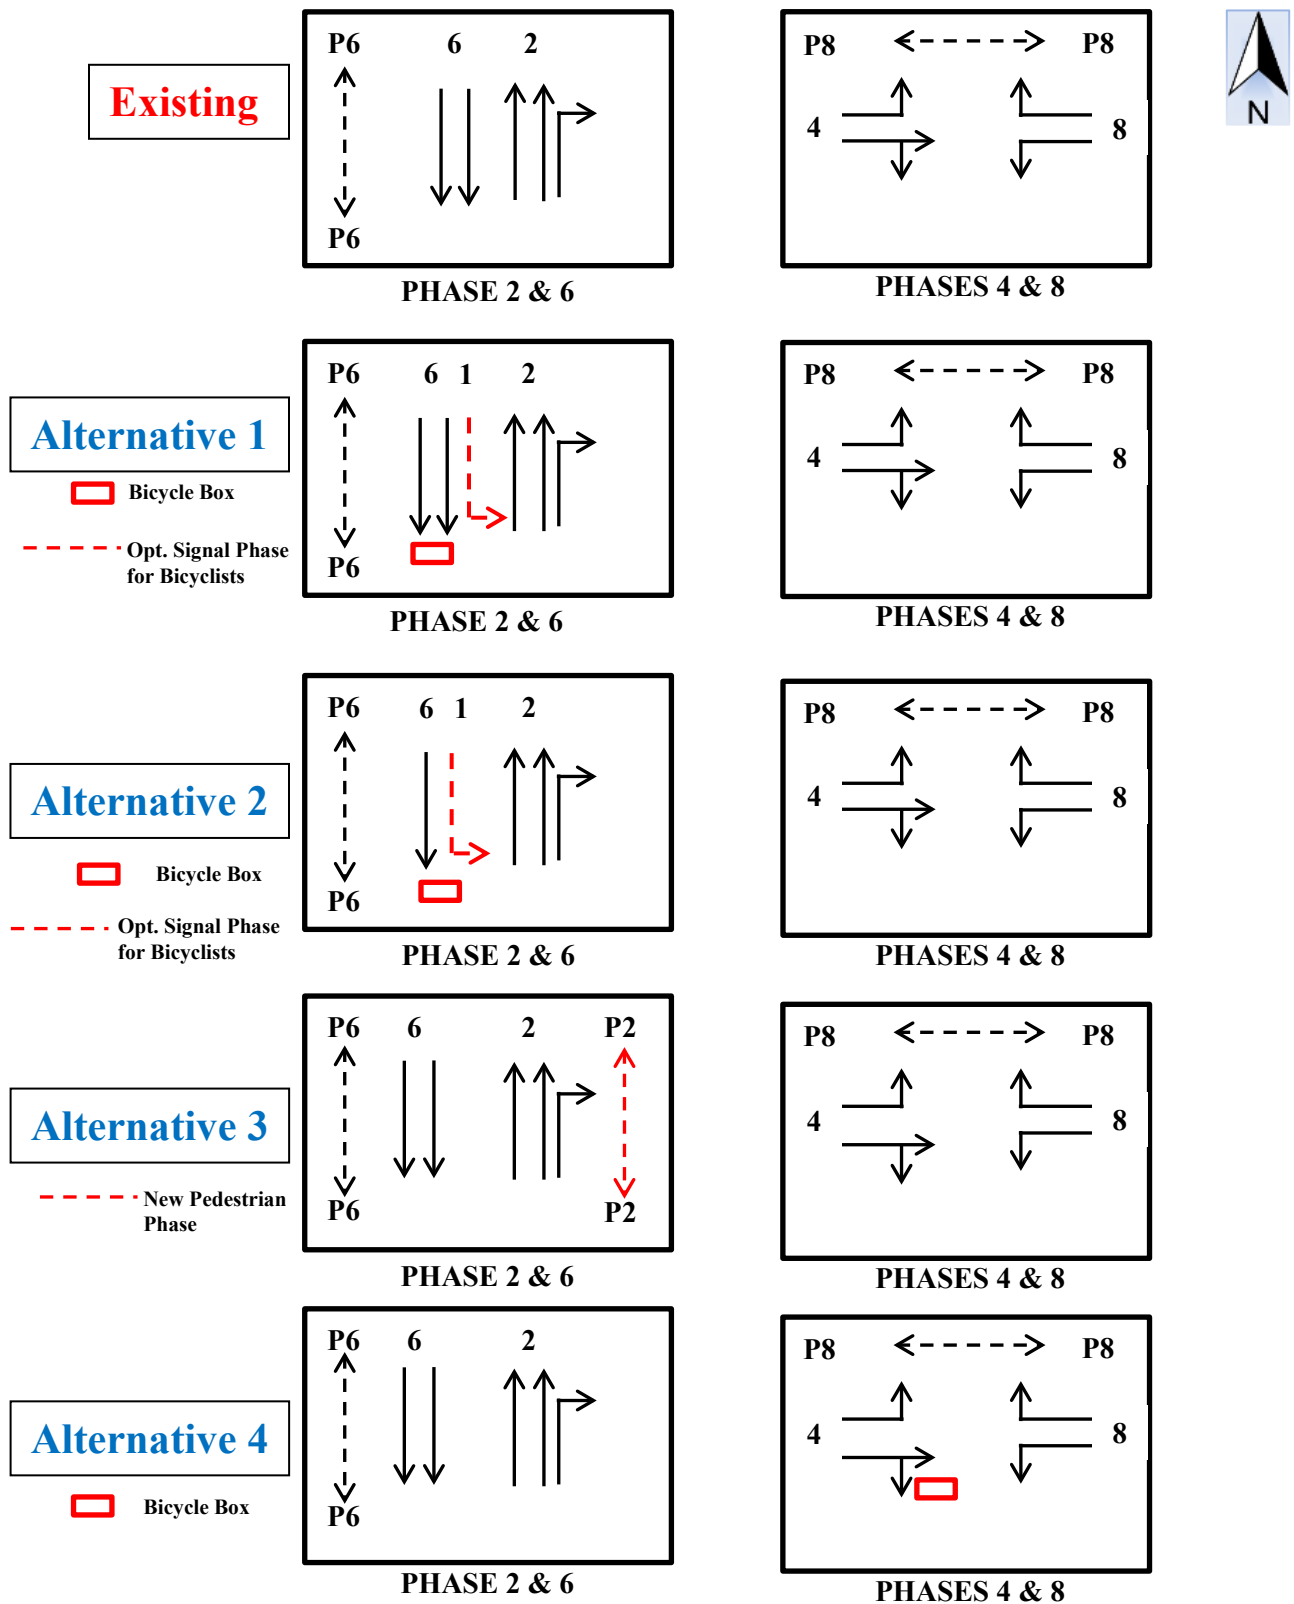 P6 6 2
P8 P8
N
Existing
4 8
P6
PHASE 2 & 6
PHASES 4 & 8
P6 6 1 2
P8 P8
Alternative 1
4 8
Bicycle Box
Opt. Signal Phase
for Bicyclists
P6
PHASE 2 & 6
PHASES 4 & 8
P6 6 1 2
P8 P8
Alternative 2
4 8
Bicycle Box
P6
Opt. Signal Phase
for Bicyclists
PHASE 2 & 6
PHASES 4 & 8
P6 6 2 P2
P8 P8
Alternative 3
4 8
New Pedestrian
Phase
P6 P2
PHASE 2 & 6
PHASES 4 & 8
P6 6 2
P8 P8
Alternative 4
4 8
Bicycle Box
P6
PHASE 2 & 6
PHASES 4 & 8